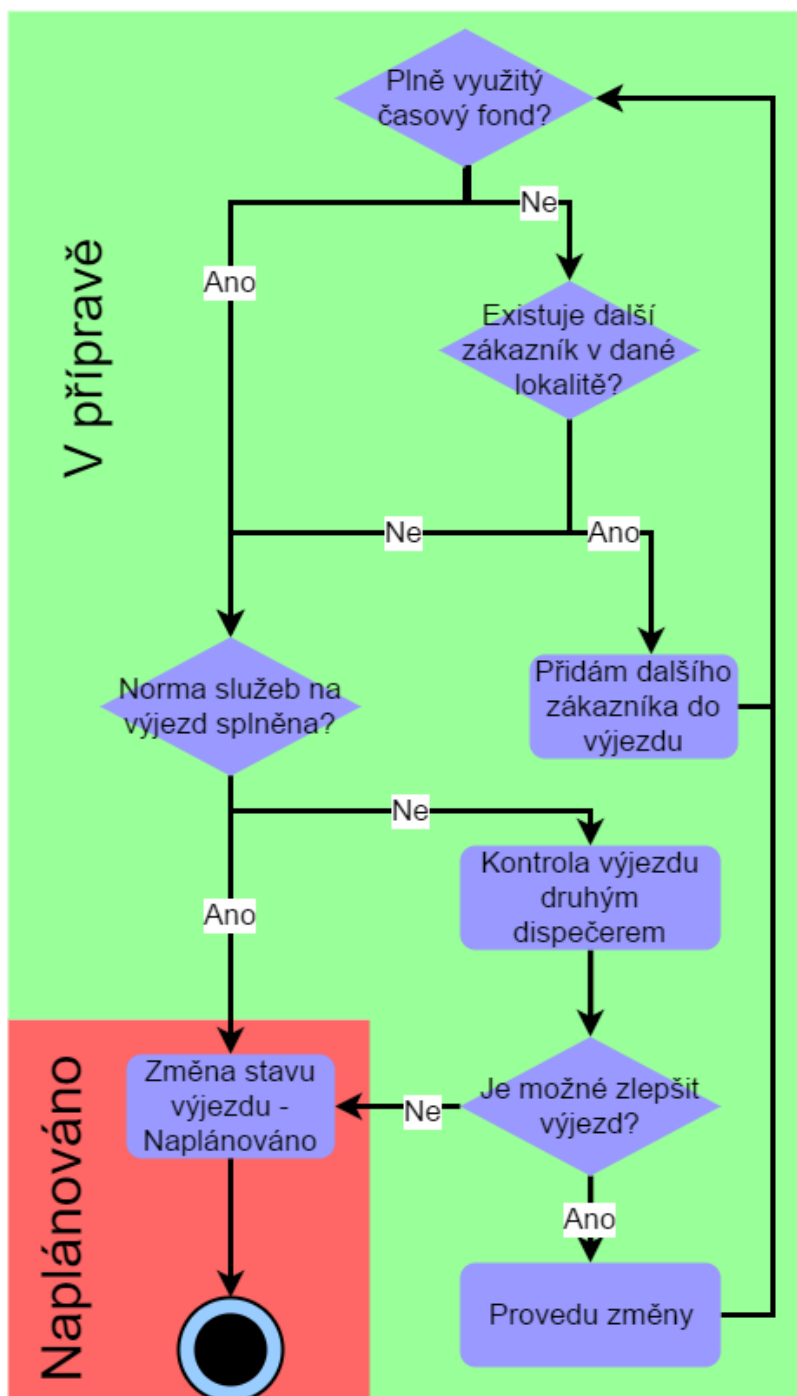 Plně využitý
časový fond?
Ne
Ano
V přípravě
Existuje další
zákazník v dané
lokalitě?
Ne
Ano
Norma služeb na
výjezd splněna?
Přidám dalšího
zákazníka do
výjezdu
Ne
Kontrola výjezdu
druhým
dispečerem
Ano
Naplánováno
Změna stavu
výjezdu -
Naplánováno
Ne
Je možné zlepšit
výjezd?
Ano
Provedu změny